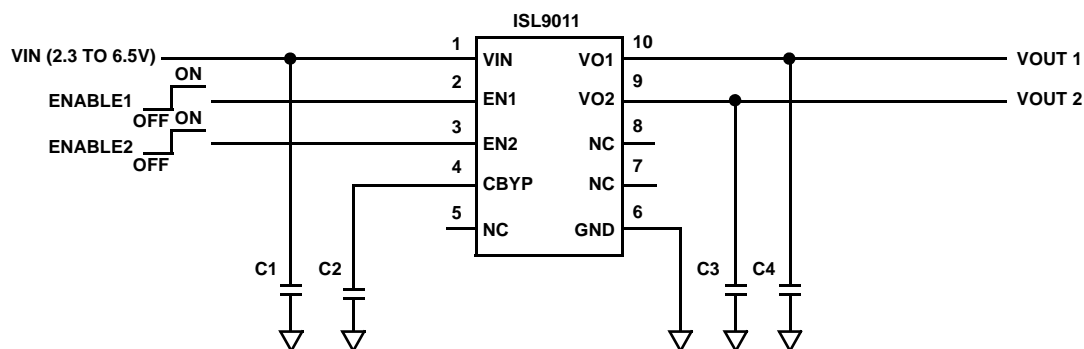 ISL9011
VIN (2.3 TO 6.5V)
1
VIN
VO1
10
VOUT 1
ON
ENABLE1
OFF
2
EN1
VO2
9
VOUT 2
ON
ENABLE2
OFF
3
EN2
NC
8
4
CBYP
NC
7
5
NC
GND
6
C1
C2
C3
C4